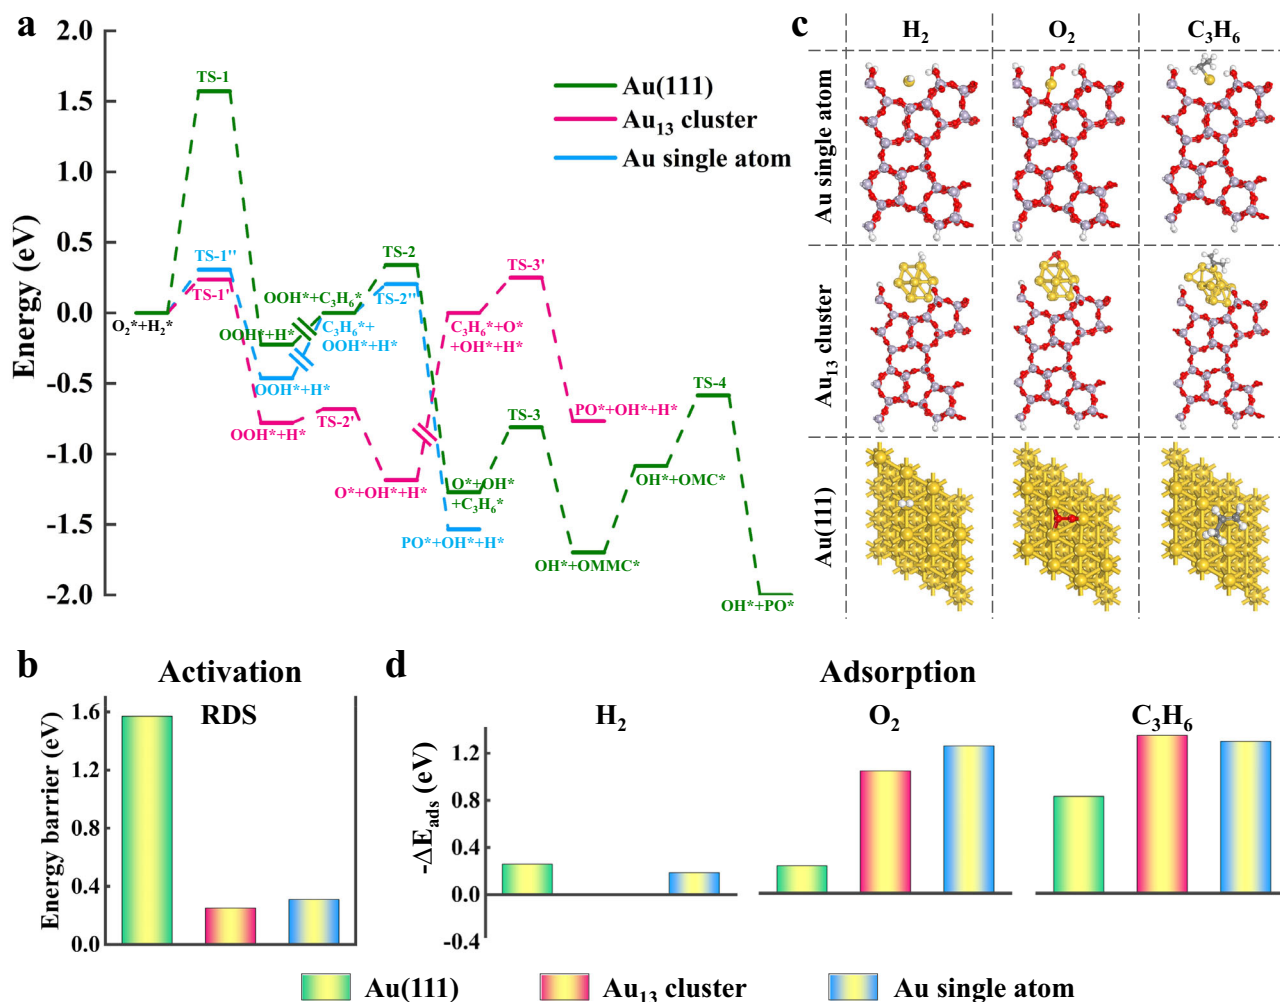 a
2.0
1.5
1.0
0.5
0.0
-0.5
-1.0
-1.5
-2.0
Energy (eV)
Au(111)
Au₁₃ cluster
Au single atom
TS-1
TS-1''
TS-1'
O₂*+H₂*
OOH*+H*
OOH*+H*
OOH*+H*
OOH*+C₃H₆*
TS-2
TS-2''
C₃H₆*+
OOH*+H*
TS-2'
O*+OH*+H*
TS-3'
C₃H₆*+O*
+OH*+H*
PO*+OH*+H*
O*+OH*
+C₃H₆*
PO*+OH*+H*
TS-3
OH*+OMMC*
OH*+OMC*
TS-4
OH*+PO*
c
H₂
O₂
C₃H₆
Au single atom
Au₁₃ cluster
Au(111)
b
Activation
RDS
Energy barrier (eV)
1.6
1.2
0.8
0.4
0.0
d
Adsorption
H₂
O₂
C₃H₆
-ΔE_ads (eV)
1.2
0.8
0.4
0.0
-0.4
Au(111)
Au₁₃ cluster
Au single atom